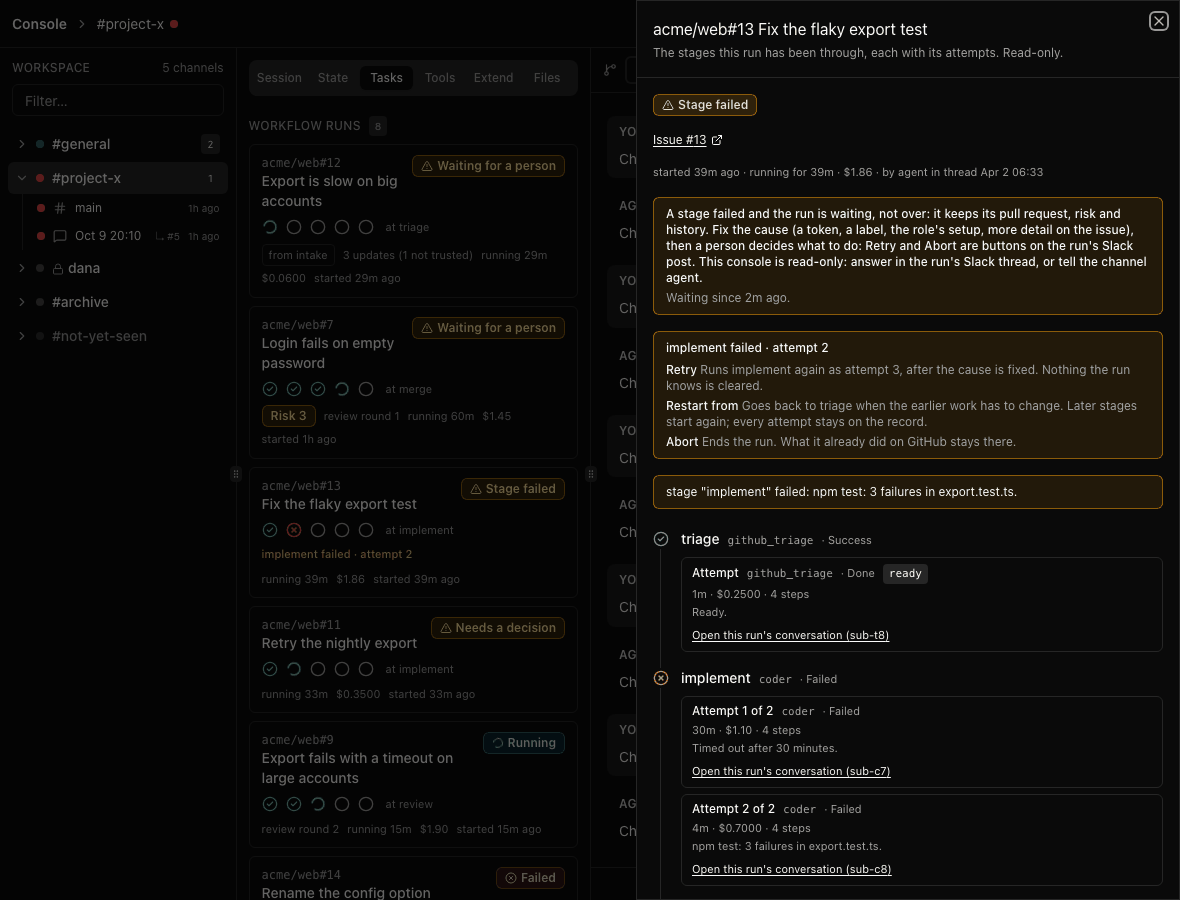 Console > #project-x
WORKSPACE 5 channels
Filter...
#general 2
#project-x 1
# main 1h ago
Oct 9 20:10 #5 1h ago
dana
#archive
#not-yet-seen
Session State Tasks Tools Extend Files
WORKFLOW RUNS 8
acme/web#12 Waiting for a person
Export is slow on big
accounts
at triage
from intake 3 updates (1 not trusted) running 29m
$0.0600 started 29m ago
acme/web#7 Waiting for a person
Login fails on empty
password
at merge
Risk 3 review round 1 running 60m $1.45
started 1h ago
acme/web#13 Stage failed
Fix the flaky export test
at implement
implement failed · attempt 2
running 39m $1.86 started 39m ago
acme/web#11 Needs a decision
Retry the nightly export
at implement
running 33m $0.3500 started 33m ago
acme/web#9 Running
Export fails with a timeout on
large accounts
at review
review round 2 running 15m $1.90 started 15m ago
acme/web#14 Failed
Rename the config option
YO
Ch
AG
Ch
YO
Ch
AG
Ch
YO
Ch
AG
Ch
YO
Ch
AG
Ch
YO
Ch
AG
Ch
acme/web#13 Fix the flaky export test
The stages this run has been through, each with its attempts. Read-only.
Stage failed
Issue #13
started 39m ago · running for 39m · $1.86 · by agent in thread Apr 2 06:33
A stage failed and the run is waiting, not over: it keeps its pull request, risk and
history. Fix the cause (a token, a label, the role's setup, more detail on the issue),
then a person decides what to do: Retry and Abort are buttons on the run's Slack
post. This console is read-only: answer in the run's Slack thread, or tell the channel
agent.
Waiting since 2m ago.
implement failed · attempt 2
Retry Runs implement again as attempt 3, after the cause is fixed. Nothing the run
knows is cleared.
Restart from Goes back to triage when the earlier work has to change. Later stages
start again; every attempt stays on the record.
Abort Ends the run. What it already did on GitHub stays there.
stage "implement" failed: npm test: 3 failures in export.test.ts.
triage github_triage · Success
Attempt github_triage · Done ready
1m · $0.2500 · 4 steps
Ready.
Open this run's conversation (sub-t8)
implement coder · Failed
Attempt 1 of 2 coder · Failed
30m · $1.10 · 4 steps
Timed out after 30 minutes.
Open this run's conversation (sub-c7)
Attempt 2 of 2 coder · Failed
4m · $0.7000 · 4 steps
npm test: 3 failures in export.test.ts.
Open this run's conversation (sub-c8)